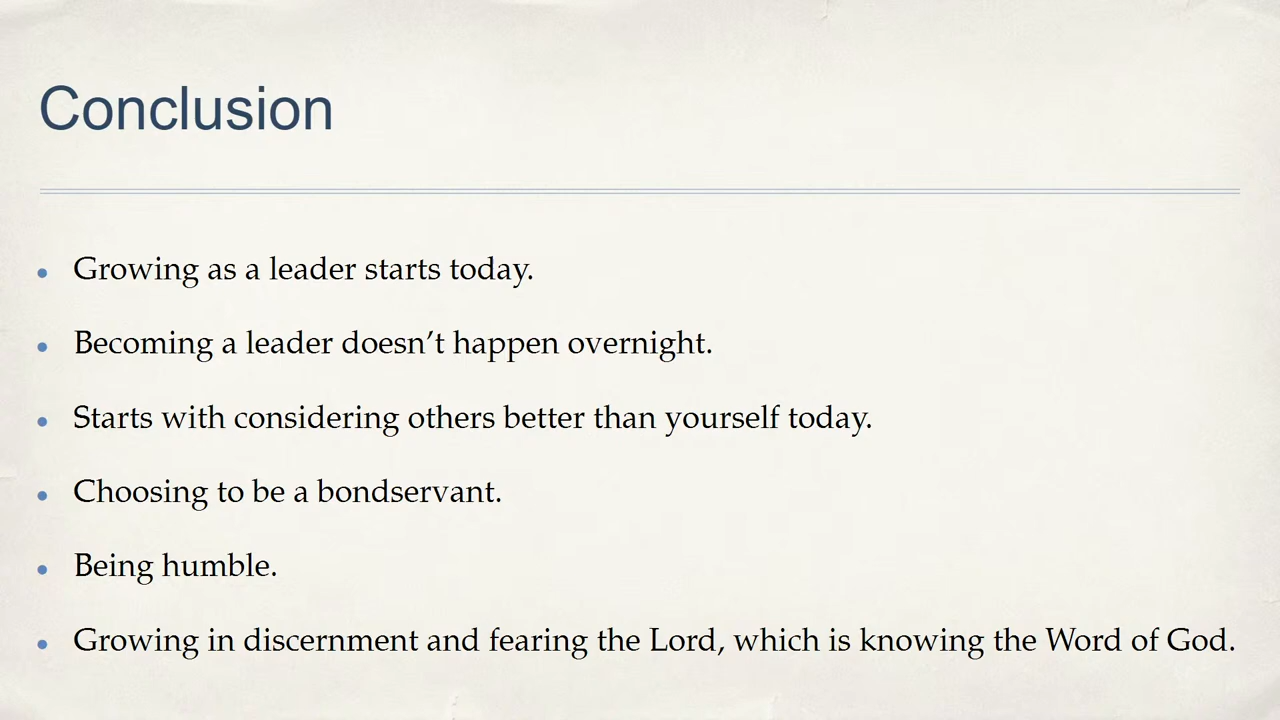 Conclusion
• Growing as a leader starts today.
• Becoming a leader doesn’t happen overnight.
• Starts with considering others better than yourself today.
• Choosing to be a bondservant.
• Being humble.
• Growing in discernment and fearing the Lord, which is knowing the Word of God.